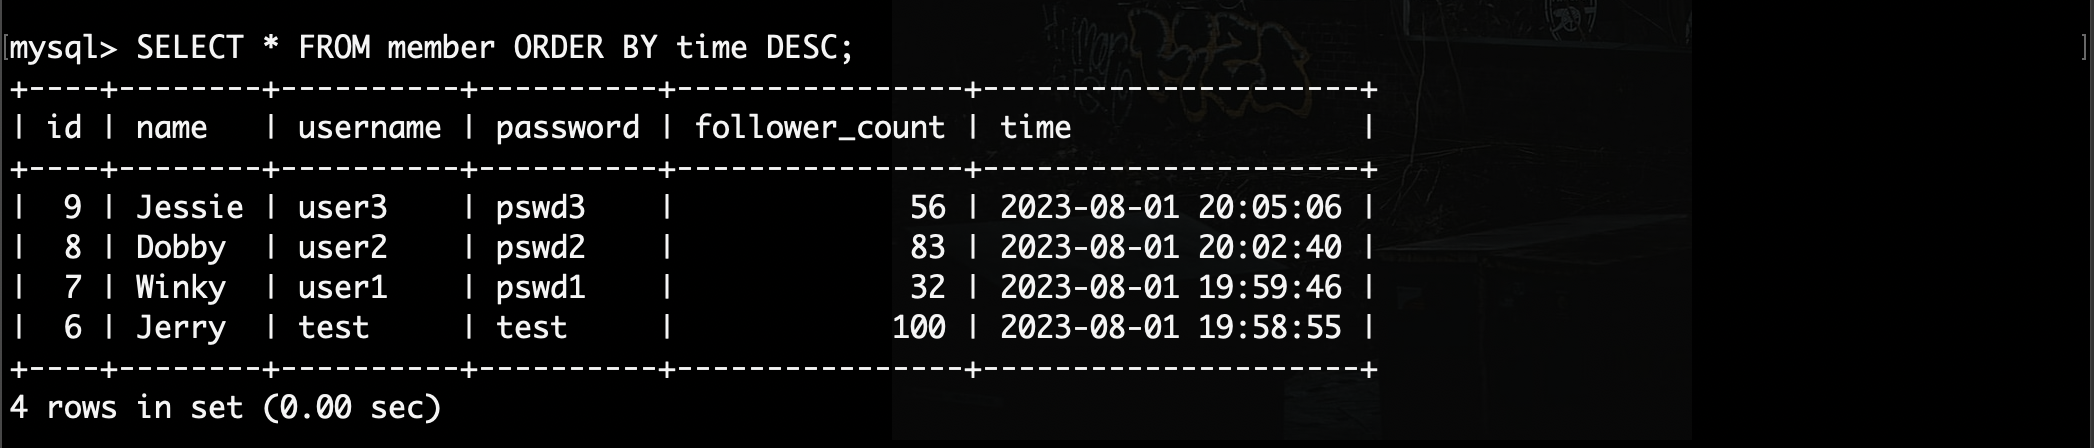 mysql> SELECT * FROM member ORDER BY time DESC;
+----+--------+----------+----------+----------------+---------------------+
| id | name   | username | password | follower_count | time                |
+----+--------+----------+----------+----------------+---------------------+
|  9 | Jessie | user3    | pswd3    |             56 | 2023-08-01 20:05:06 |
|  8 | Dobby  | user2    | pswd2    |             83 | 2023-08-01 20:02:40 |
|  7 | Winky  | user1    | pswd1    |             32 | 2023-08-01 19:59:46 |
|  6 | Jerry  | test     | test     |            100 | 2023-08-01 19:58:55 |
+----+--------+----------+----------+----------------+---------------------+
4 rows in set (0.00 sec)